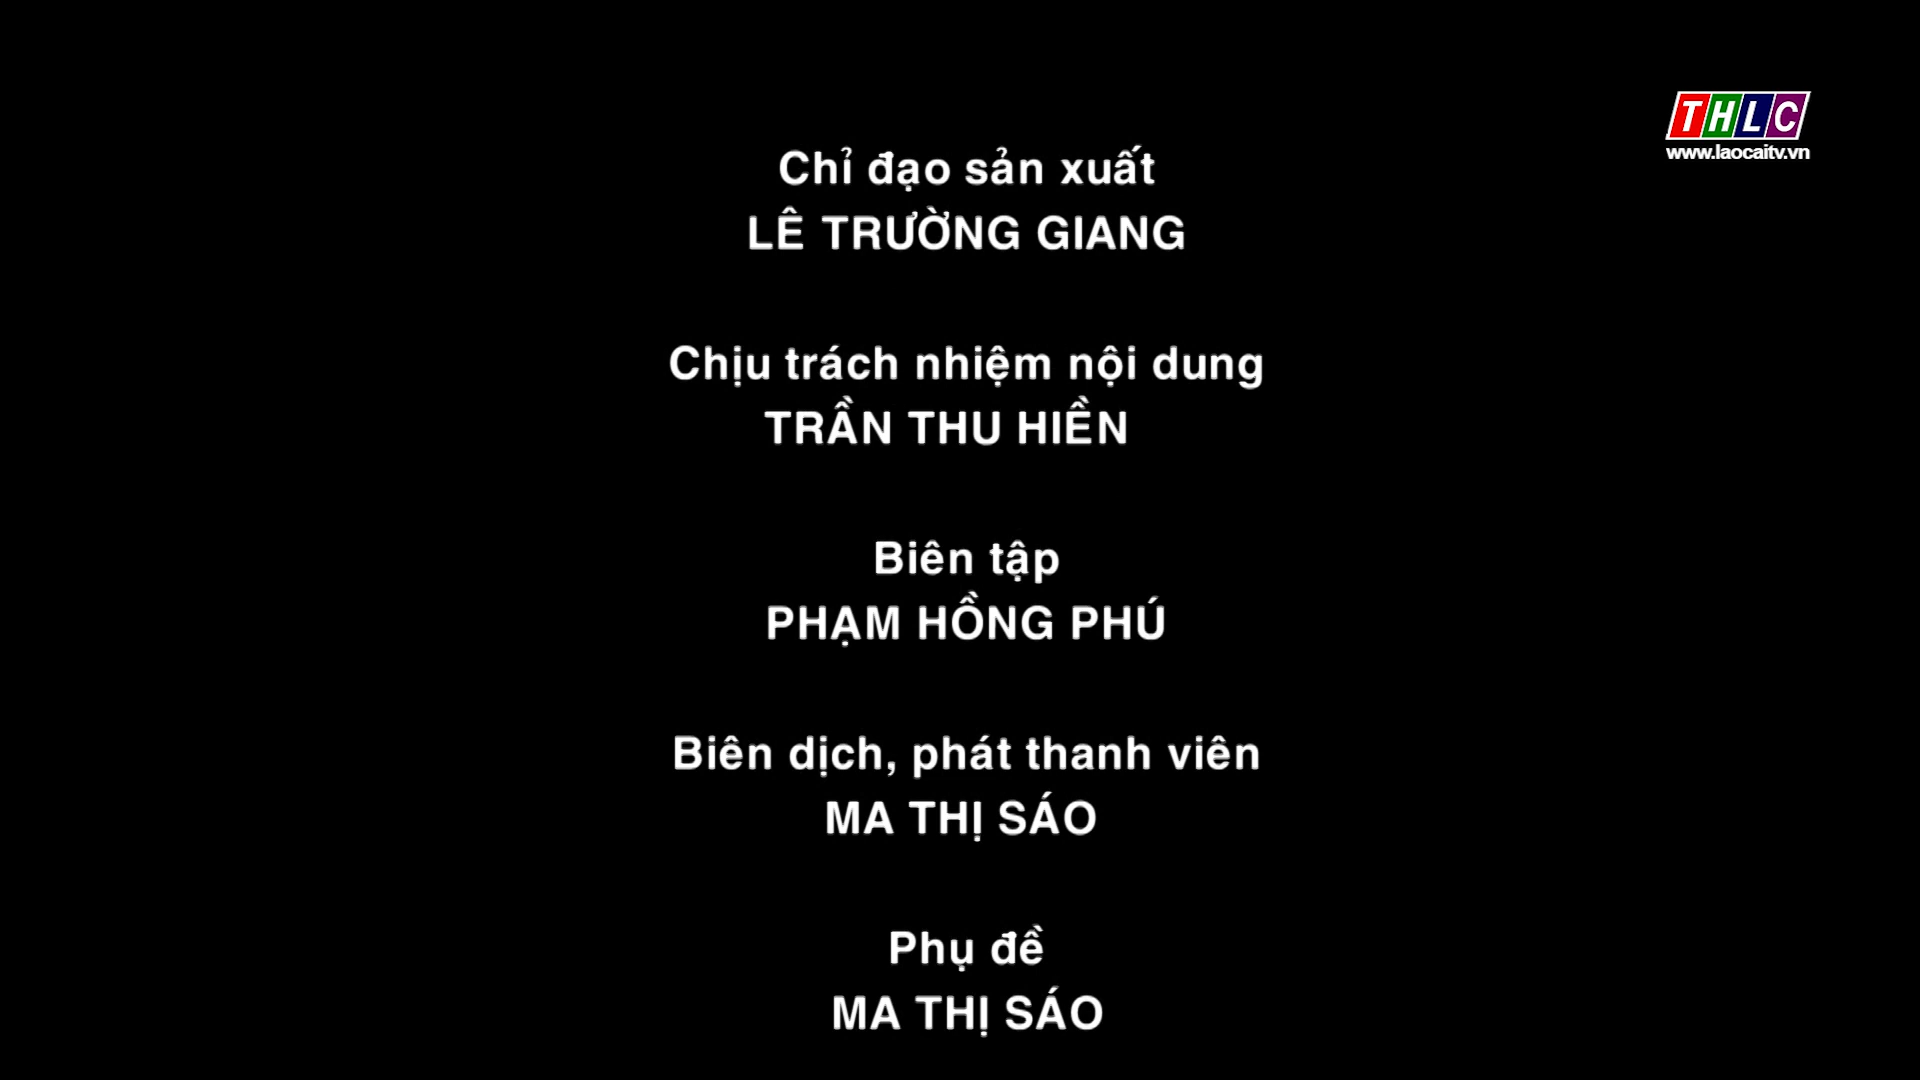 THLC
www.laocaitv.vn
Chỉ đạo sản xuất
LÊ TRƯỜNG GIANG
Chịu trách nhiệm nội dung
TRẦN THU HIỀN
Biên tập
PHẠM HỒNG PHÚ
Biên dịch, phát thanh viên
MA THỊ SÁO
Phụ đề
MA THỊ SÁO